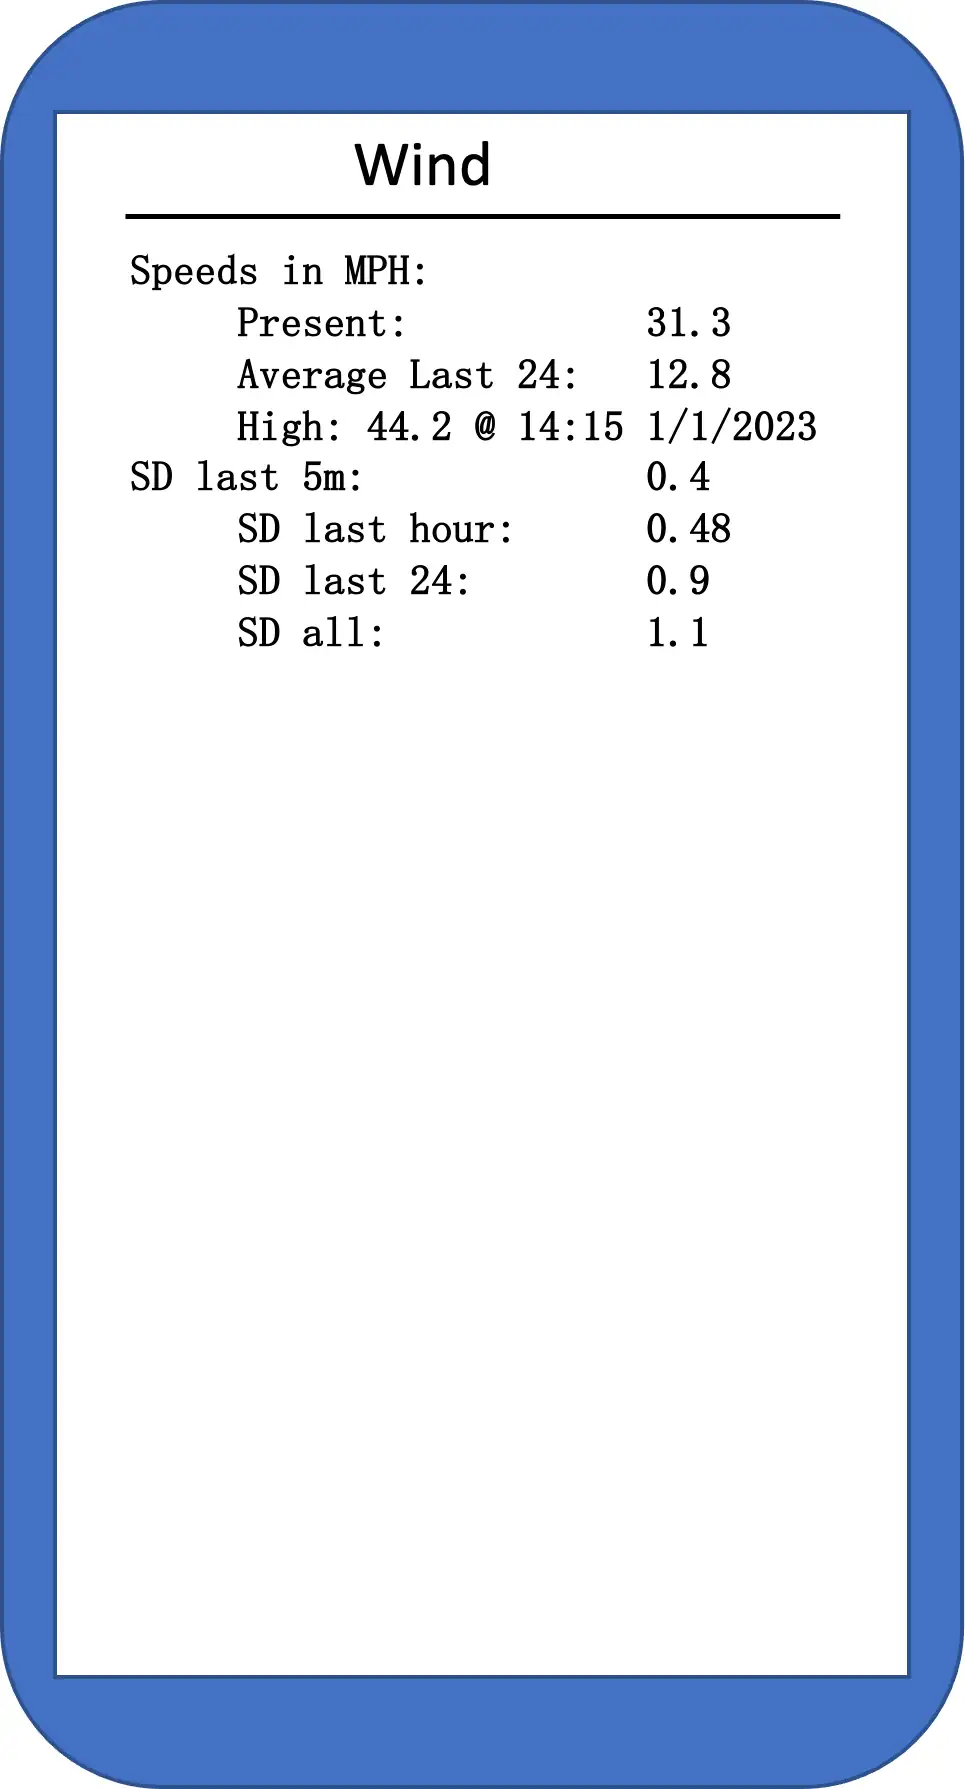 Wind
Speeds in MPH:
Present: 31.3
Average Last 24: 12.8
High: 44.2 @ 14:15 1/1/2023
SD last 5m: 0.4
SD last hour: 0.48
SD last 24: 0.9
SD all: 1.1